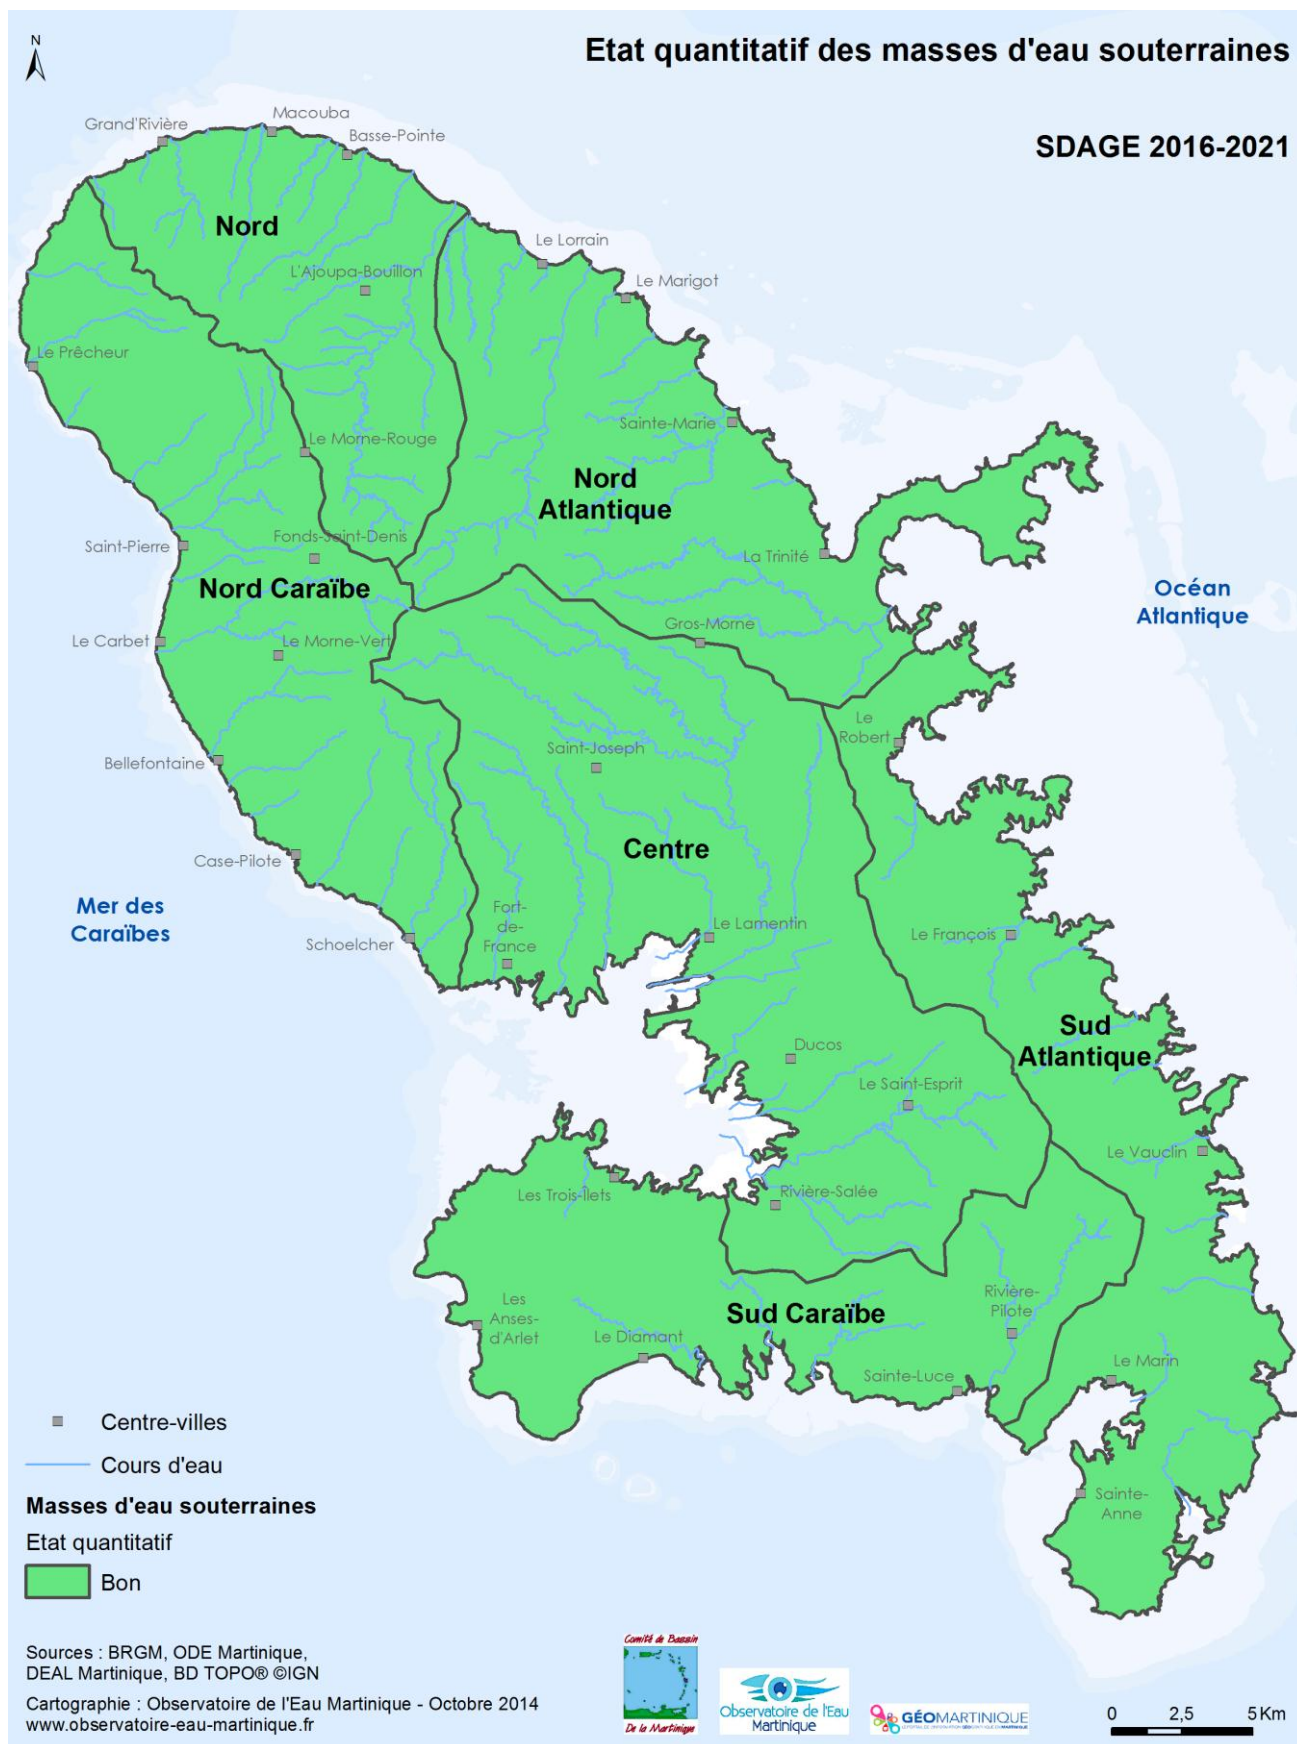 N
Etat quantitatif des masses d'eau souterraines
SDAGE 2016-2021
Macouba
Grand'Rivière
Basse-Pointe
Nord
Le Lorrain
L'Ajoupa-Bouillon
Le Marigot
Le Prêcheur
Sainte-Marie
Le Morne-Rouge
Nord
Atlantique
Fonds-Saint-Denis
Saint-Pierre
La Trinité
Nord Caraïbe
Océan
Atlantique
Gros-Morne
Le Carbet
Le Morne-Vert
Le
Robert
Saint-Joseph
Bellefontaine
Centre
Case-Pilote
Mer des
Caraïbes
Fort-
de-
France
Le Lamentin
Le François
Schoelcher
Sud
Atlantique
Ducos
Le Saint-Esprit
Le Vauclin
Les Trois-Ilets
Rivière-Salée
Rivière-
Pilote
Les
Anses-
d'Arlet
Sud Caraïbe
Le Diamant
Le Marin
Sainte-Luce
Sainte-
Anne
Centre-villes
Cours d'eau
Masses d'eau souterraines
Etat quantitatif
Bon
Sources : BRGM, ODE Martinique,
DEAL Martinique, BD TOPO® ©IGN
Cartographie : Observatoire de l'Eau Martinique - Octobre 2014
www.observatoire-eau-martinique.fr
Comité de Bassin
De la Martinique
Observatoire de l'Eau
Martinique
GÉOMARTINIQUE
0 2,5 5 Km